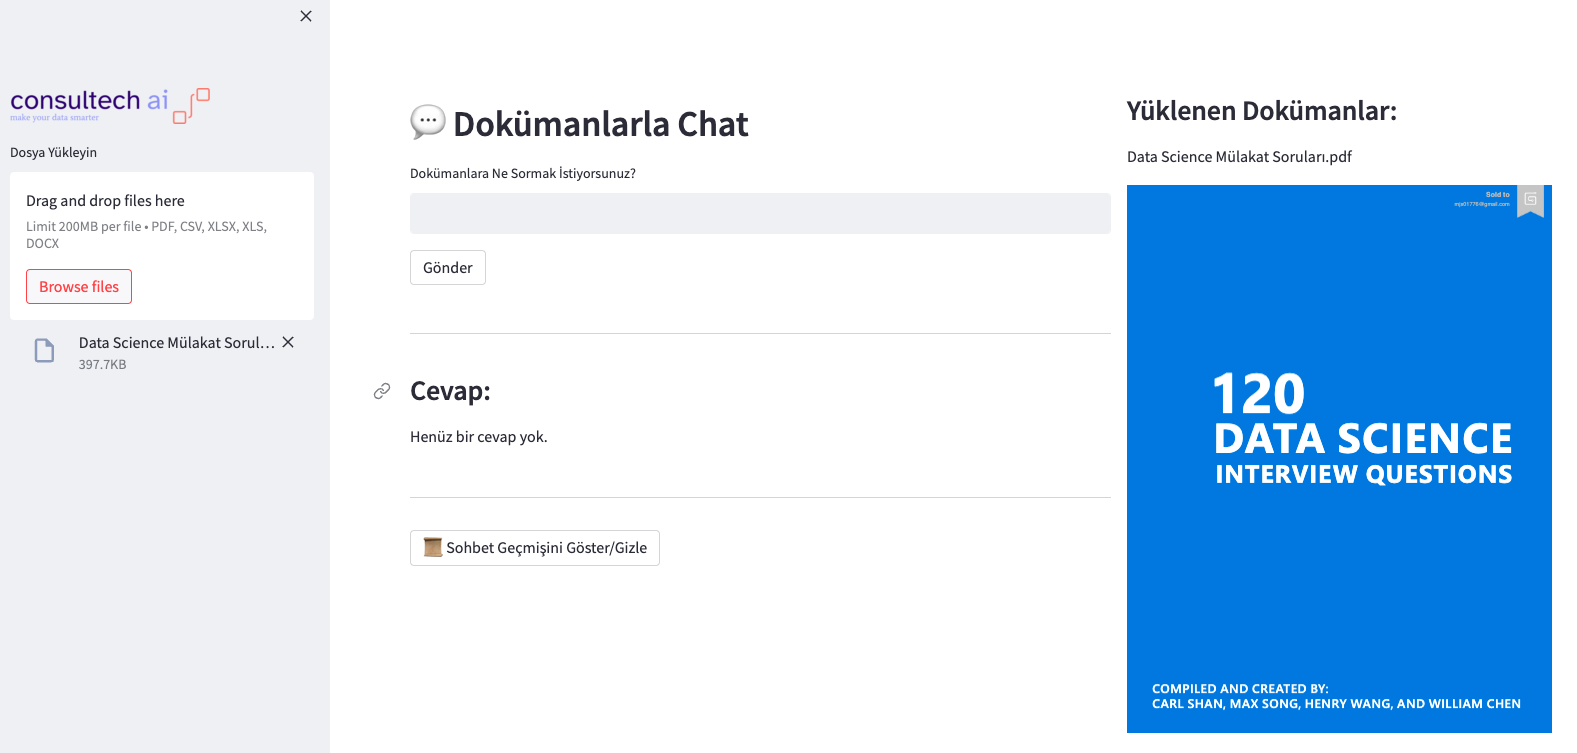 consultech ai
make your data smarter
Dosya Yükleyin
Drag and drop files here
Limit 200MB per file • PDF, CSV, XLSX, XLS,
DOCX
Browse files
Data Science Mülakat Sorul...
397.7KB
Dokümanlarla Chat
Dokümanlara Ne Sormak İstiyorsunuz?
Gönder
Cevap:
Henüz bir cevap yok.
Sohbet Geçmişini Göster/Gizle
Yüklenen Dokümanlar:
Data Science Mülakat Soruları.pdf
Sold to
120
DATA SCIENCE
INTERVIEW QUESTIONS
COMPILED AND CREATED BY:
CARL SHAN, MAX SONG, HENRY WANG, AND WILLIAM CHEN